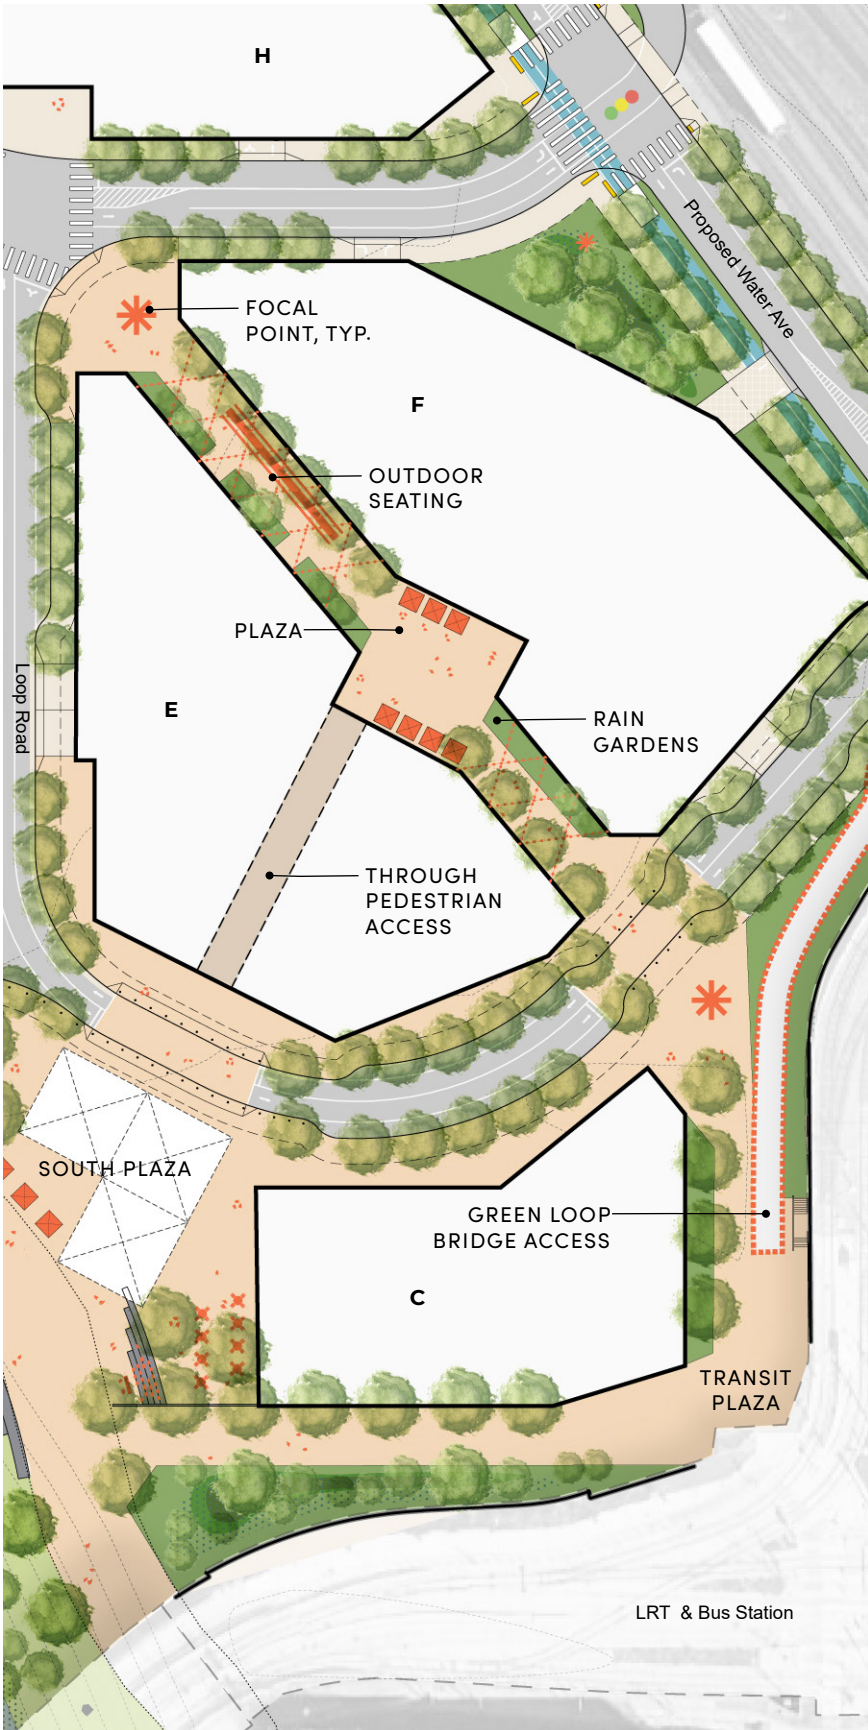 H
Proposed Water Ave
FOCAL
POINT, TYP.
F
OUTDOOR
SEATING
PLAZA
Loop Road
E
RAIN
GARDENS
THROUGH
PEDESTRIAN
ACCESS
SOUTH PLAZA
GREEN LOOP
BRIDGE ACCESS
C
TRANSIT
PLAZA
LRT & Bus Station